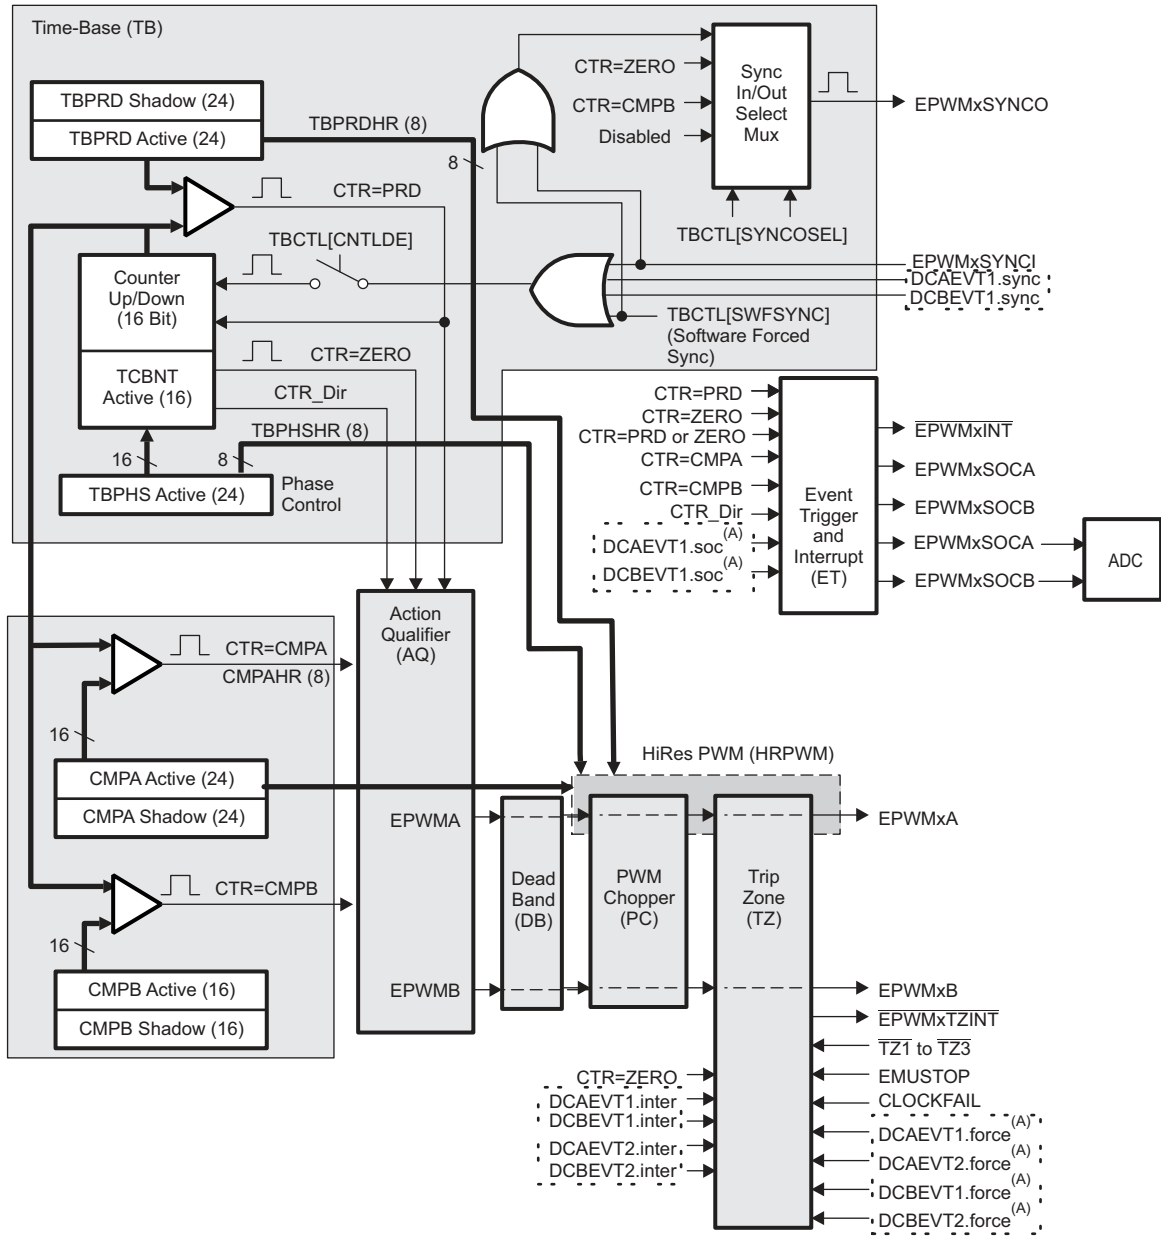 Time-Base (TB)
TBPRD Shadow (24)
TBPRD Active (24)
TBPRDHR (8)
8
CTR=ZERO
CTR=CMPB
Disabled
Sync
In/Out
Select
Mux
EPWMxSYNCO
TBCTL[SYNCOSEL]
CTR=PRD
TBCTL[CNTLDE]
Counter
Up/Down
(16 Bit)
TCBNT
Active (16)
CTR=ZERO
CTR_Dir
EPWMxSYNCI
DCAEVT1.sync
DCBEVT1.sync
TBCTL[SWFSYNC]
(Software Forced
Sync)
TBPHSHR (8)
16
8
TBPHS Active (24)
Phase
Control
CTR=PRD
CTR=ZERO
CTR=PRD or ZERO
CTR=CMPA
CTR=CMPB
CTR_Dir
DCAEVT1.soc(A)
DCBEVT1.soc(A)
Event
Trigger
and
Interrupt
(ET)
EPWMxINT
EPWMxSOCA
EPWMxSOCB
EPWMxSOCA
EPWMxSOCB
ADC
Action
Qualifier
(AQ)
CTR=CMPA
CMPAHR (8)
16
CMPA Active (24)
CMPA Shadow (24)
CTR=CMPB
16
CMPB Active (16)
CMPB Shadow (16)
EPWMA
EPWMB
HiRes PWM (HRPWM)
Dead
Band
(DB)
PWM
Chopper
(PC)
Trip
Zone
(TZ)
EPWMxA
EPWMxB
EPWMxTZINT
TZ1 to TZ3
EMUSTOP
CLOCKFAIL
DCAEVT1.force(A)
DCAEVT2.force(A)
DCBEVT1.force(A)
DCBEVT2.force(A)
CTR=ZERO
DCAEVT1.inter
DCBEVT1.inter
DCAEVT2.inter
DCBEVT2.inter